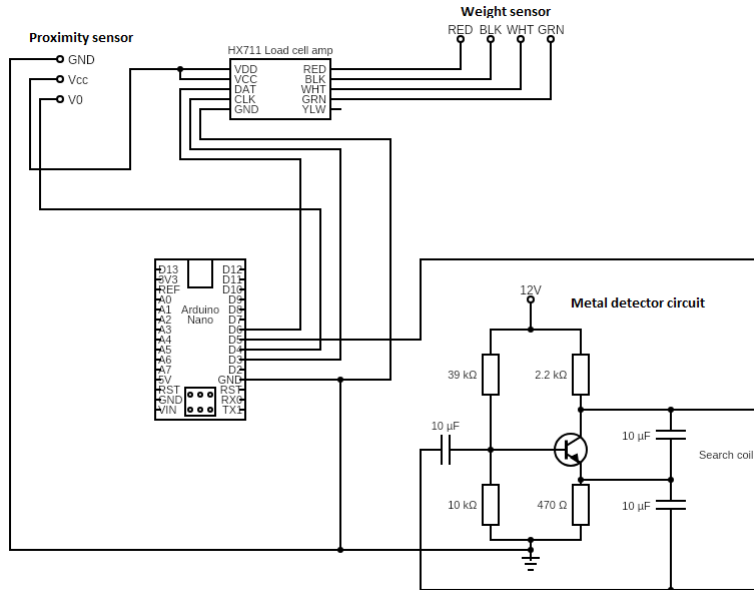 Proximity sensor
GND
Vcc
V0
HX711 Load cell amp
VDD
VCC
DAT
CLK
GND
RED
BLK
WHT
GRN
YLW
Weight sensor
RED BLK WHT GRN
D13
3V3
REF
A0
A1
A2
A3
A4
A5
A6
A7
5V
RST
GND
VIN
Arduino
Nano
D12
D11
D10
D9
D8
D7
D6
D5
D4
D3
D2
GND
RST
RX0
TX1
Metal detector circuit
12V
39 kΩ
2.2 kΩ
10 µF
10 kΩ
470 Ω
10 µF
10 µF
Search coil